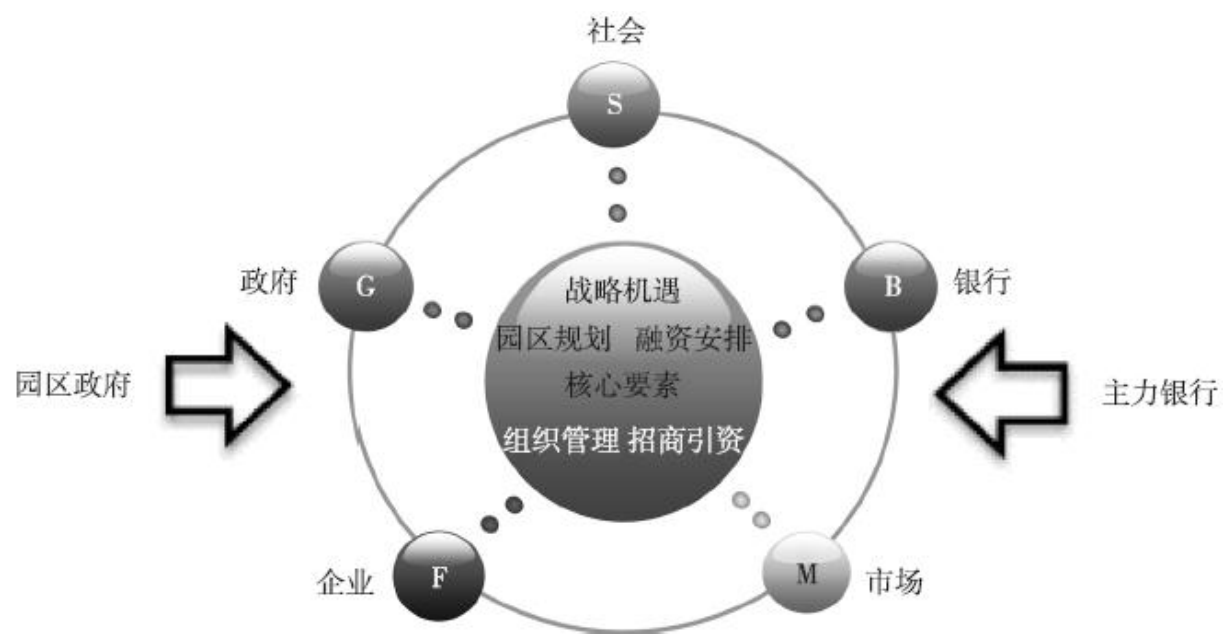 社会
S
政府 G
B 银行
战略机遇
园区规划 融资安排
核心要素
园区政府
主力银行
组织管理 招商引资
企业 F
M 市场